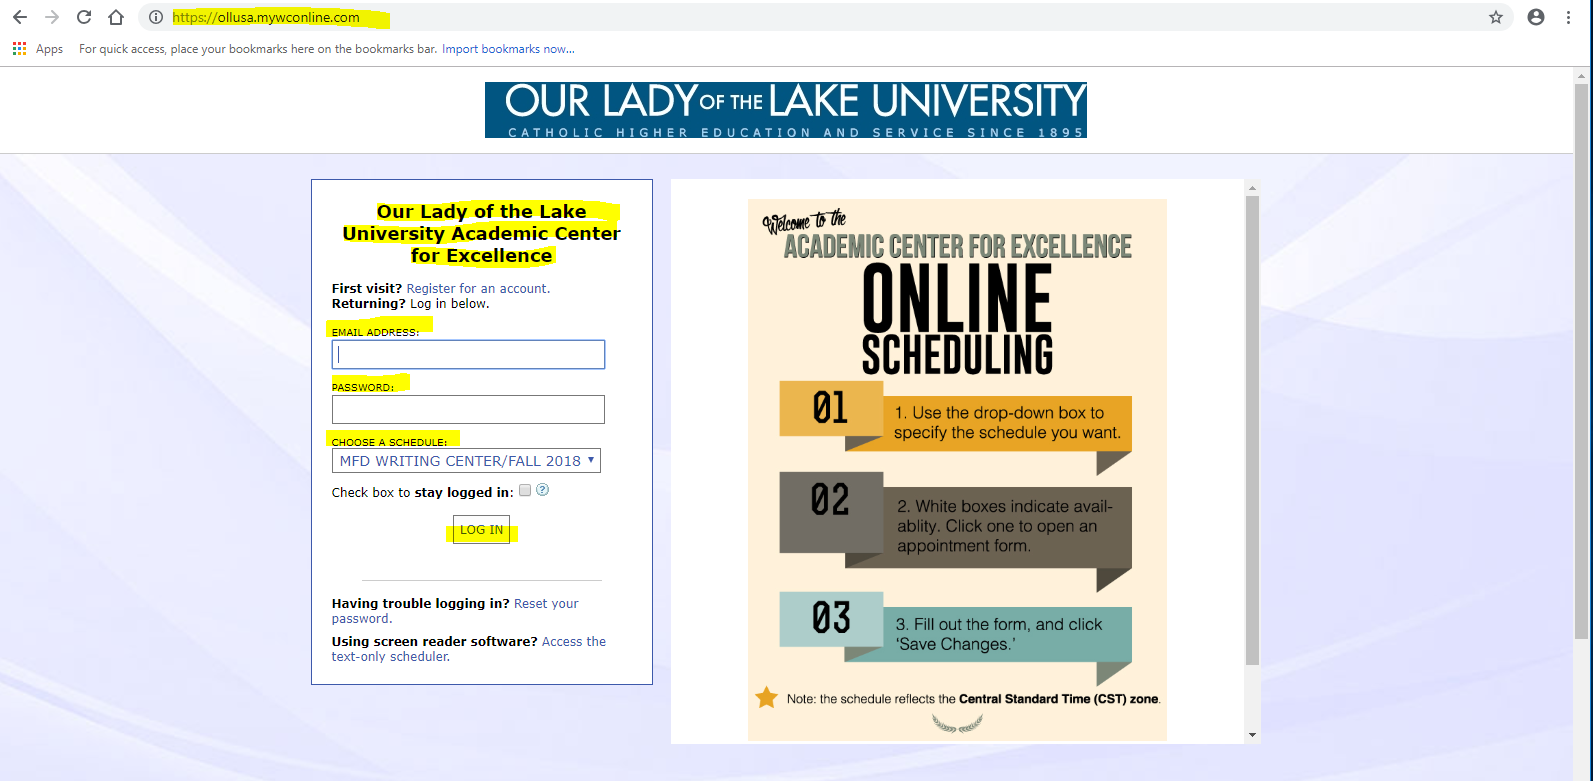 https://ollusa.mywconline.com
Apps For quick access, place your bookmarks here on the bookmarks bar. Import bookmarks now...
OUR LADY OF THE LAKE UNIVERSITY
CATHOLIC HIGHER EDUCATION AND SERVICE SINCE 1895
Our Lady of the Lake
University Academic Center
for Excellence
First visit? Register for an account.
Returning? Log in below.
EMAIL ADDRESS:
PASSWORD:
CHOOSE A SCHEDULE:
MFD WRITING CENTER/FALL 2018
Check box to stay logged in: ?
LOG IN
Having trouble logging in? Reset your
password.
Using screen reader software? Access the
text-only scheduler.
Welcome to the
ACADEMIC CENTER FOR EXCELLENCE
ONLINE
SCHEDULING
01
1. Use the drop-down box to
specify the schedule you want.
02
2. White boxes indicate avail-
ablity. Click one to open an
appointment form.
03
3. Fill out the form, and click
‘Save Changes.’
Note: the schedule reflects the Central Standard Time (CST) zone.